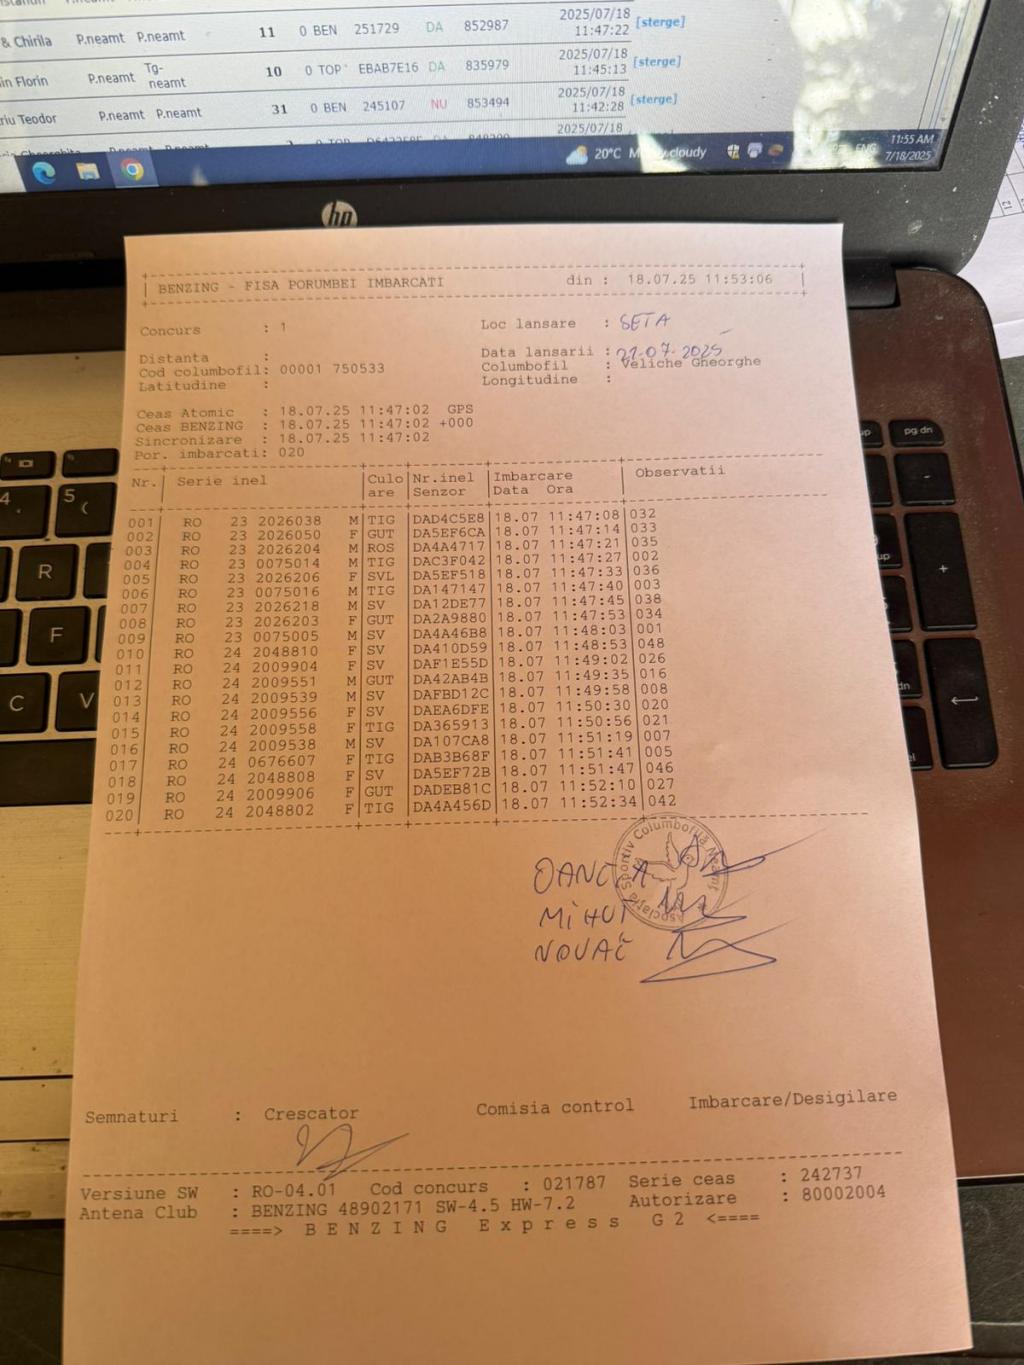 & Chirila P.neamt P.neamt 11 0 BEN 251729 DA 852987 2025/07/18 11:47:22 [sterge]
in Florin P.neamt Tg-neamt 10 0 TOP EBAB7E16 DA 835979 2025/07/18 11:45:13 [sterge]
riu Teodor P.neamt P.neamt 31 0 BEN 245107 NU 853494 2025/07/18 11:42:28 [sterge]
2025/07/18
20°C cloudy ENG 11:55 AM
7/18/2025
hp
BENZING - FISA PORUMBEI IMBARCATI din : 18.07.25 11:53:06
Concurs : 1 Loc lansare : SETA
Distanta : Data lansarii : 21-07-2025
Cod columbofil: 00001 750533 Columbofil : Veliche Gheorghe
Latitudine : Longitudine :
Ceas Atomic : 18.07.25 11:47:02 GPS
Ceas BENZING : 18.07.25 11:47:02 +000
Sincronizare : 18.07.25 11:47:02
Por. imbarcati: 020
Nr. Serie inel Culo Nr.inel Imbarcare Observatii
are Senzor Data Ora
001 RO 23 2026038 M TIG DAD4C5E8 18.07 11:47:08 032
002 RO 23 2026050 F GUT DA5EF6CA 18.07 11:47:14 033
003 RO 23 2026204 M ROS DA4A4717 18.07 11:47:21 035
004 RO 23 0075014 M TIG DAC3F042 18.07 11:47:27 002
005 RO 23 2026206 F SVL DA5EF518 18.07 11:47:33 036
006 RO 23 0075016 M TIG DA147147 18.07 11:47:40 003
007 RO 23 2026218 M SV DA12DE77 18.07 11:47:45 038
008 RO 23 2026203 F GUT DA2A9880 18.07 11:47:53 034
009 RO 23 0075005 M SV DA4A46B8 18.07 11:48:03 001
010 RO 24 2048810 F SV DA410D59 18.07 11:48:53 048
011 RO 24 2009904 F SV DAF1E55D 18.07 11:49:02 026
012 RO 24 2009551 M GUT DA42AB4B 18.07 11:49:35 016
013 RO 24 2009539 M SV DAFBD12C 18.07 11:49:58 008
014 RO 24 2009556 F SV DAEA6DFE 18.07 11:50:30 020
015 RO 24 2009558 F TIG DA365913 18.07 11:50:56 021
016 RO 24 2009538 M SV DA107CA8 18.07 11:51:19 007
017 RO 24 0676607 F TIG DAB3B68F 18.07 11:51:41 005
018 RO 24 2048808 F SV DA5EF72B 18.07 11:51:47 046
019 RO 24 2009906 F GUT DADEB81C 18.07 11:52:10 027
020 RO 24 2048802 F TIG DA4A456D 18.07 11:52:34 042
Asociația Sportiv Columbofilă Neamț
OANCEA
MIHUT
NOVAC
Semnaturi : Crescator Comisia control Imbarcare/Desigilare
Versiune SW : RO-04.01 Cod concurs : 021787 Serie ceas : 242737
Antena Club : BENZING 48902171 SW-4.5 HW-7.2 Autorizare : 80002004
====> B E N Z I N G E x p r e s s G 2 <====
pg dn
4
5
(
R
F
C
V
-
+
up
dn